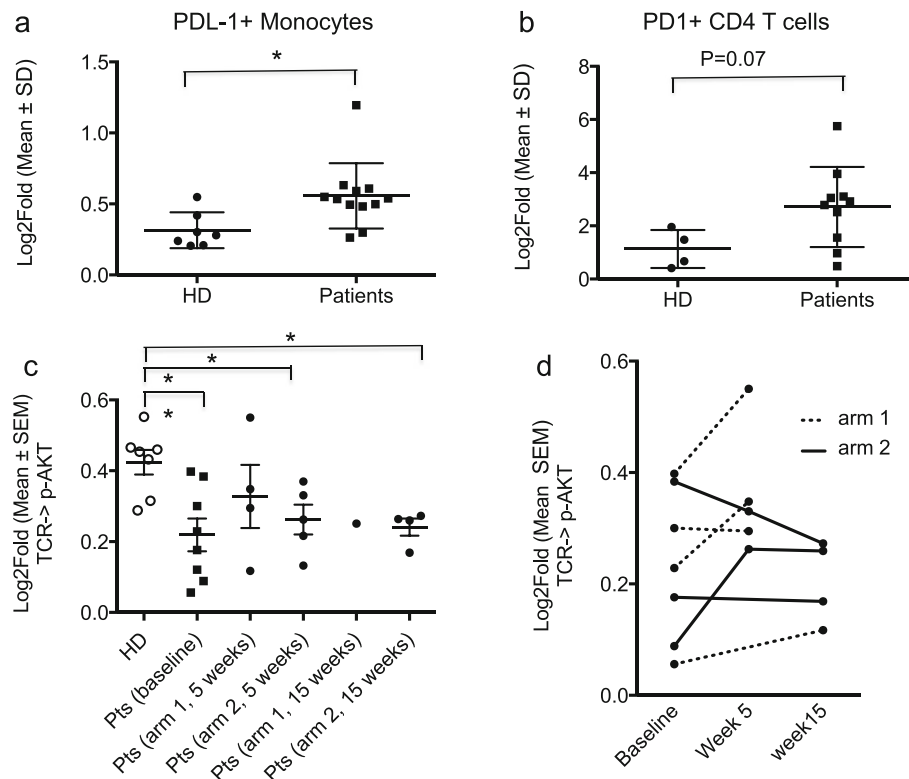 a
PDL-1+ Monocytes
*
Log2Fold (Mean ± SD)
1.5
1.0
0.5
0.0
HD
Patients
b
PD1+ CD4 T cells
P=0.07
Log2Fold (Mean ± SD)
8
6
4
2
0
HD
Patients
c
*
*
*
*
Log2Fold (Mean ± SEM)
TCR-> p-AKT
0.6
0.4
0.2
0.0
HD
Pts (baseline)
Pts (arm 1, 5 weeks)
Pts (arm 2, 5 weeks)
Pts (arm 1, 15 weeks)
Pts (arm 2, 15 weeks)
d
Log2Fold (Mean SEM)
TCR-> p-AKT
0.6
0.4
0.2
0.0
arm 1
arm 2
Baseline
Week 5
week15